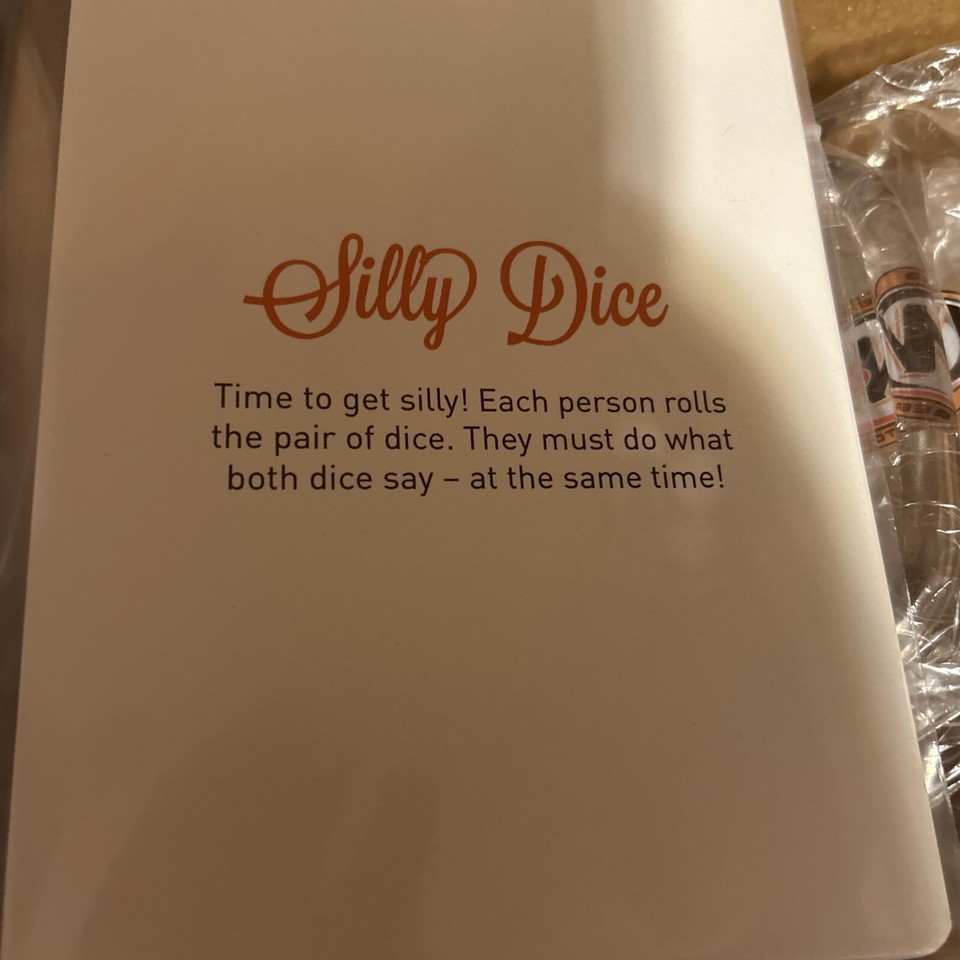 Silly Dice
Time to get silly! Each person rolls
the pair of dice. They must do what
both dice say – at the same time!